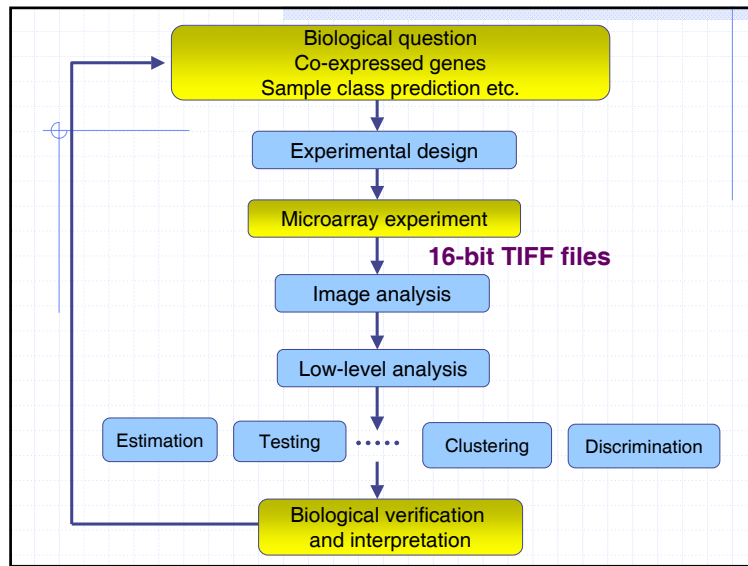 Biological question
Co-expressed genes
Sample class prediction etc.
Experimental design
Microarray experiment
16-bit TIFF files
Image analysis
Low-level analysis
Estimation
Testing
.....
Clustering
Discrimination
Biological verification
and interpretation